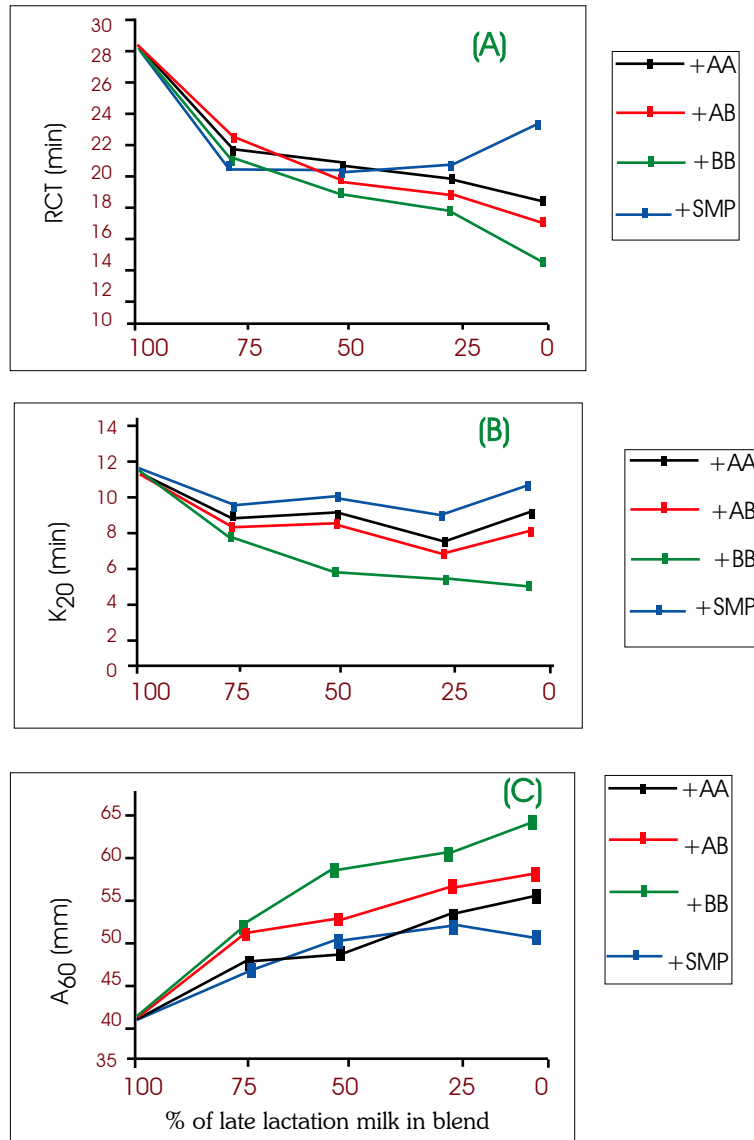 (A)
30
28
26
24
22
20
18
16
14
12
10
RCT (min)
100 75 50 25 0
+AA
+AB
+BB
+SMP
(B)
14
12
10
8
6
4
2
0
K20 (min)
100 75 50 25 0
+AA
+AB
+BB
+SMP
(C)
65
60
55
50
45
40
35
A60 (mm)
100 75 50 25 0
% of late lactation milk in blend
+AA
+AB
+BB
+SMP